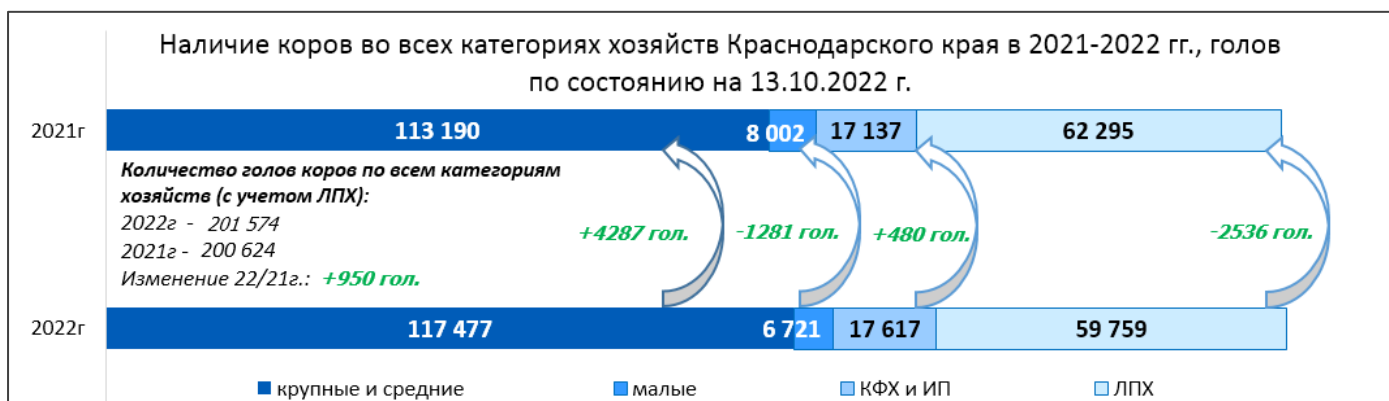 Наличие коров во всех категориях хозяйств Краснодарского края в 2021-2022 гг., голов
по состоянию на 13.10.2022 г.
2021г
113 190
8 002
17 137
62 295
Количество голов коров по всем категориям
хозяйств (с учетом ЛПХ):
2022г - 201 574
2021г - 200 624
Изменение 22/21г.: +950 гол.
+4287 гол.
-1281 гол.
+480 гол.
-2536 гол.
2022г
117 477
6 721
17 617
59 759
крупные и средние
малые
КФХ и ИП
ЛПХ